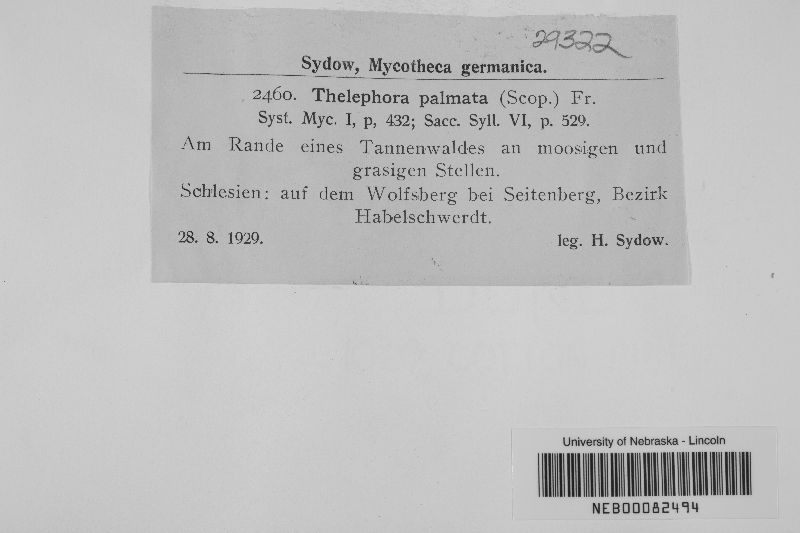 29322
Sydow, Mycotheca germanica.
2460. Thelephora palmata (Scop.) Fr.
Syst. Myc. I, p, 432; Sacc. Syll. VI, p. 529.
Am Rande eines Tannenwaldes an moosigen und
grasigen Stellen.
Schlesien: auf dem Wolfsberg bei Seitenberg, Bezirk
Habelschwerdt.
28. 8. 1929. leg. H. Sydow.
University of Nebraska - Lincoln
NEB00082494